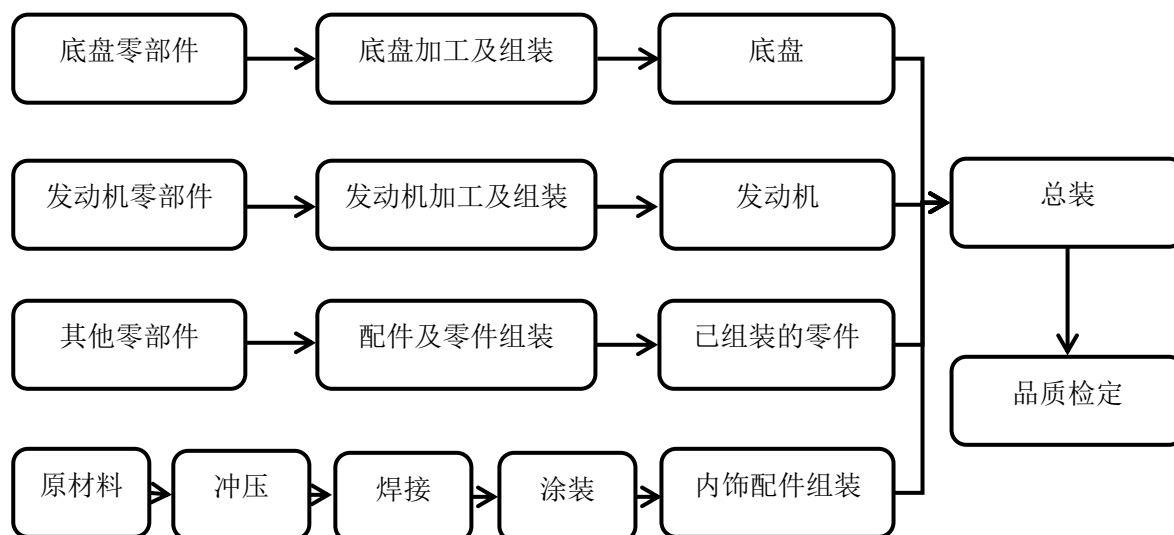 底盘零部件
底盘加工及组装
底盘
发动机零部件
发动机加工及组装
发动机
总装
其他零部件
配件及零件组装
已组装的零件
品质检定
原材料
冲压
焊接
涂装
内饰配件组装